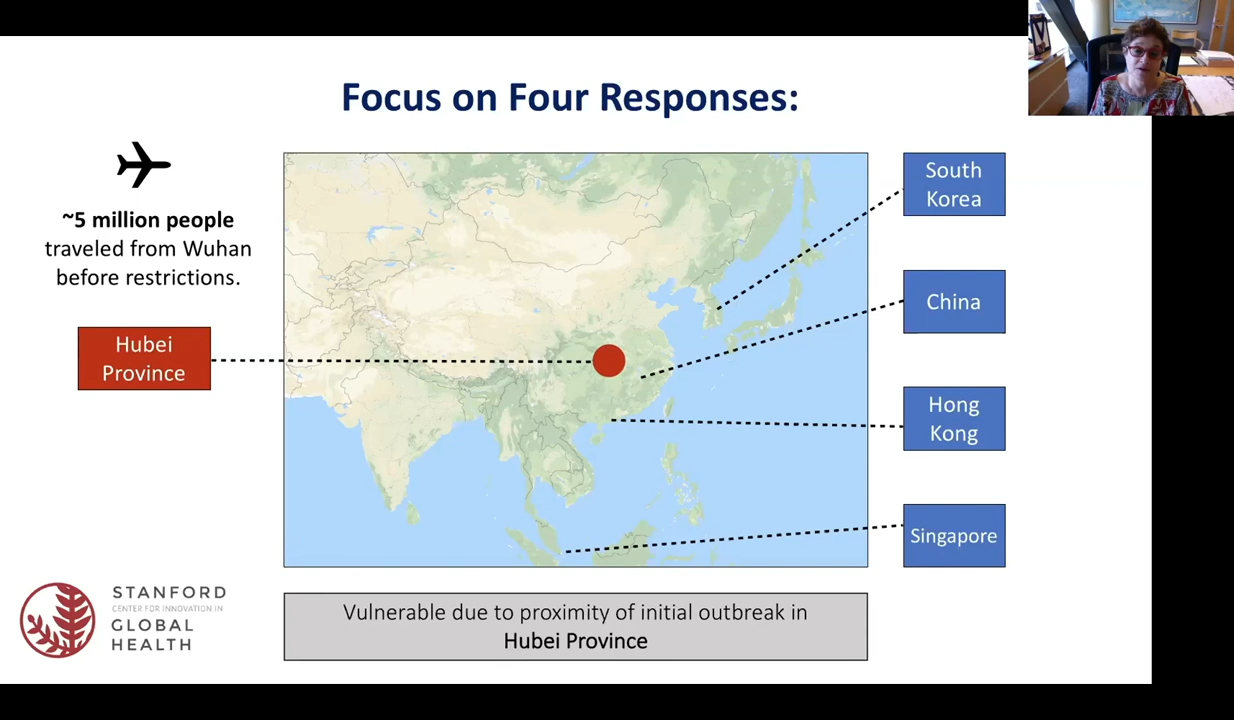 Focus on Four Responses:
~5 million people
traveled from Wuhan
before restrictions.
Hubei
Province
South
Korea
China
Hong
Kong
Singapore
Vulnerable due to proximity of initial outbreak in
Hubei Province
STANFORD
CENTER FOR INNOVATION IN
GLOBAL
HEALTH